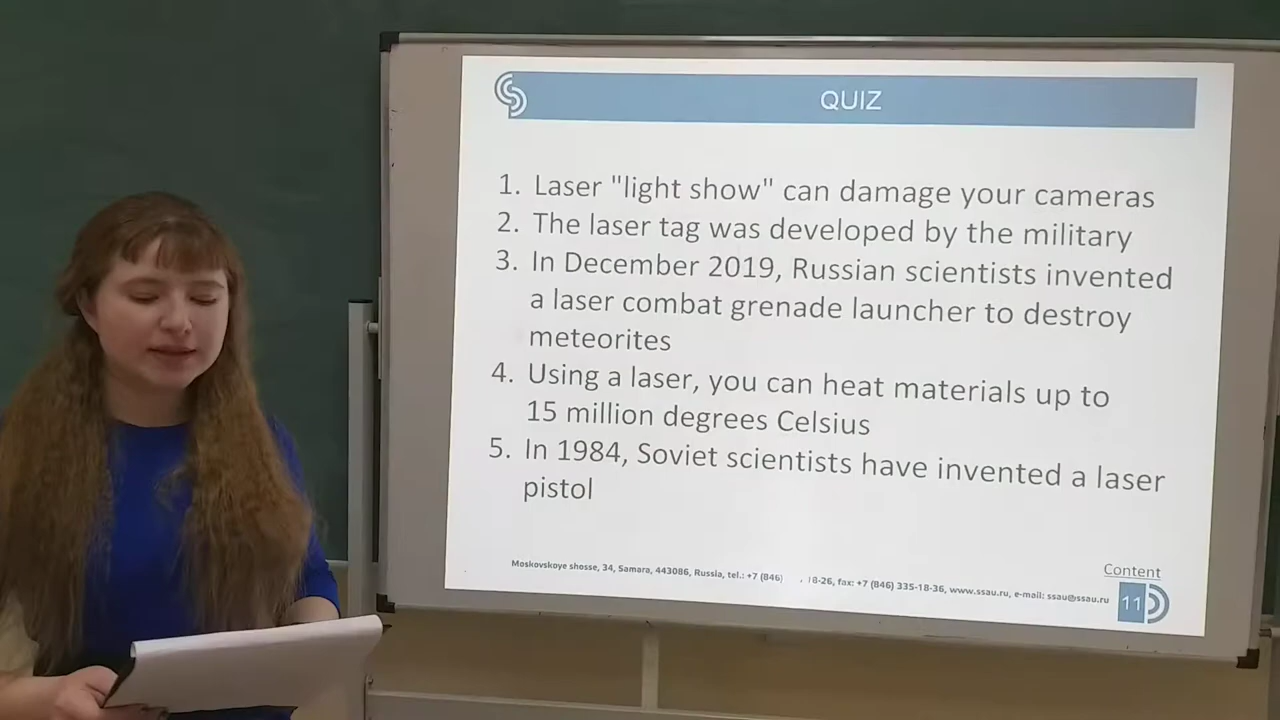 QUIZ
1. Laser "light show" can damage your cameras
2. The laser tag was developed by the military
3. In December 2019, Russian scientists invented
a laser combat grenade launcher to destroy
meteorites
4. Using a laser, you can heat materials up to
15 million degrees Celsius
5. In 1984, Soviet scientists have invented a laser
pistol
Content
Moskovskoye shosse, 34, Samara, 443086, Russia, tel.: +7 (846) 18-26, fax: +7 (846) 335-18-36, www.ssau.ru, e-mail: ssau@ssau.ru
11